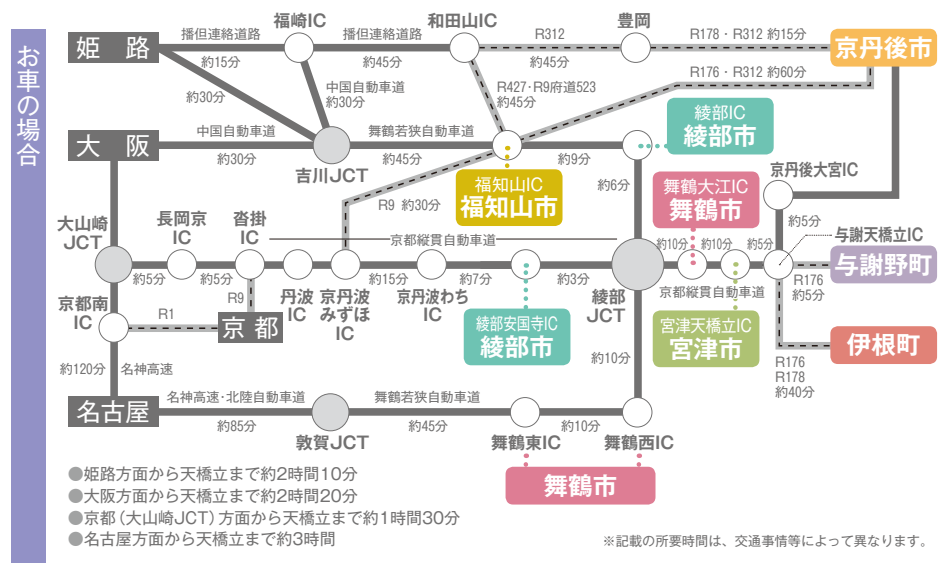 お車の場合
姫路
播但連絡道路
約15分
福崎IC
播但連絡道路
約45分
和田山IC
R312
約45分
豊岡
R178・R312 約15分
京丹後市
約30分
中国自動車道
約30分
R427・R9府道523
約45分
R176・R312 約60分
大阪
中国自動車道
約30分
吉川JCT
舞鶴若狭自動車道
約45分
福知山IC
福知山市
約9分
綾部IC
綾部市
約6分
R9 約30分
舞鶴大江IC
舞鶴市
京丹後大宮IC
約5分
大山崎
JCT
約5分
長岡京
IC
約5分
沓掛
IC
京都縦貫自動車道
丹波
IC
京丹波
みずほ
IC
約15分
京丹波わち
IC
約7分
綾部安国寺IC
綾部市
約3分
綾部
JCT
約10分
約10分
約5分
京都縦貫自動車道
宮津天橋立IC
宮津市
与謝天橋立IC
R176
約5分
与謝野町
R176
R178
約40分
伊根町
京都南
IC
R1
R9
京都
約120分
名神高速
約10分
名古屋
名神高速・北陸自動車道
約85分
敦賀JCT
舞鶴若狭自動車道
約45分
舞鶴東IC
約10分
舞鶴西IC
舞鶴市
●姫路方面から天橋立まで約2時間10分
●大阪方面から天橋立まで約2時間20分
●京都（大山崎JCT）方面から天橋立まで約1時間30分
●名古屋方面から天橋立まで約3時間
※記載の所要時間は、交通事情等によって異なります。